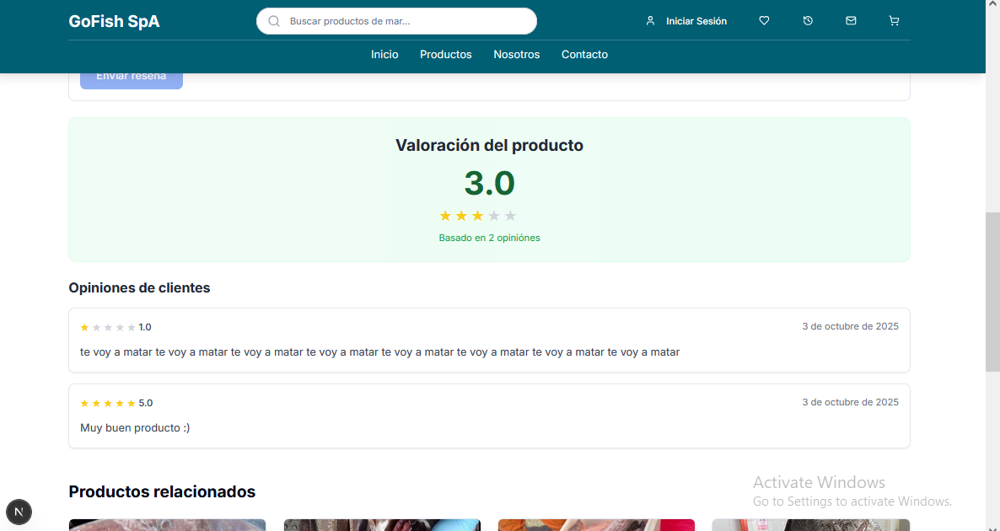 GoFish SpA
Buscar productos de mar...
Iniciar Sesión
Inicio Productos Nosotros Contacto
Enviar reseña
Valoración del producto
3.0
Basado en 2 opiniónes
Opiniones de clientes
1.0
3 de octubre de 2025
te voy a matar te voy a matar te voy a matar te voy a matar te voy a matar te voy a matar te voy a matar te voy a matar
5.0
3 de octubre de 2025
Muy buen producto :)
Productos relacionados
Activate Windows
Go to Settings to activate Windows.
N